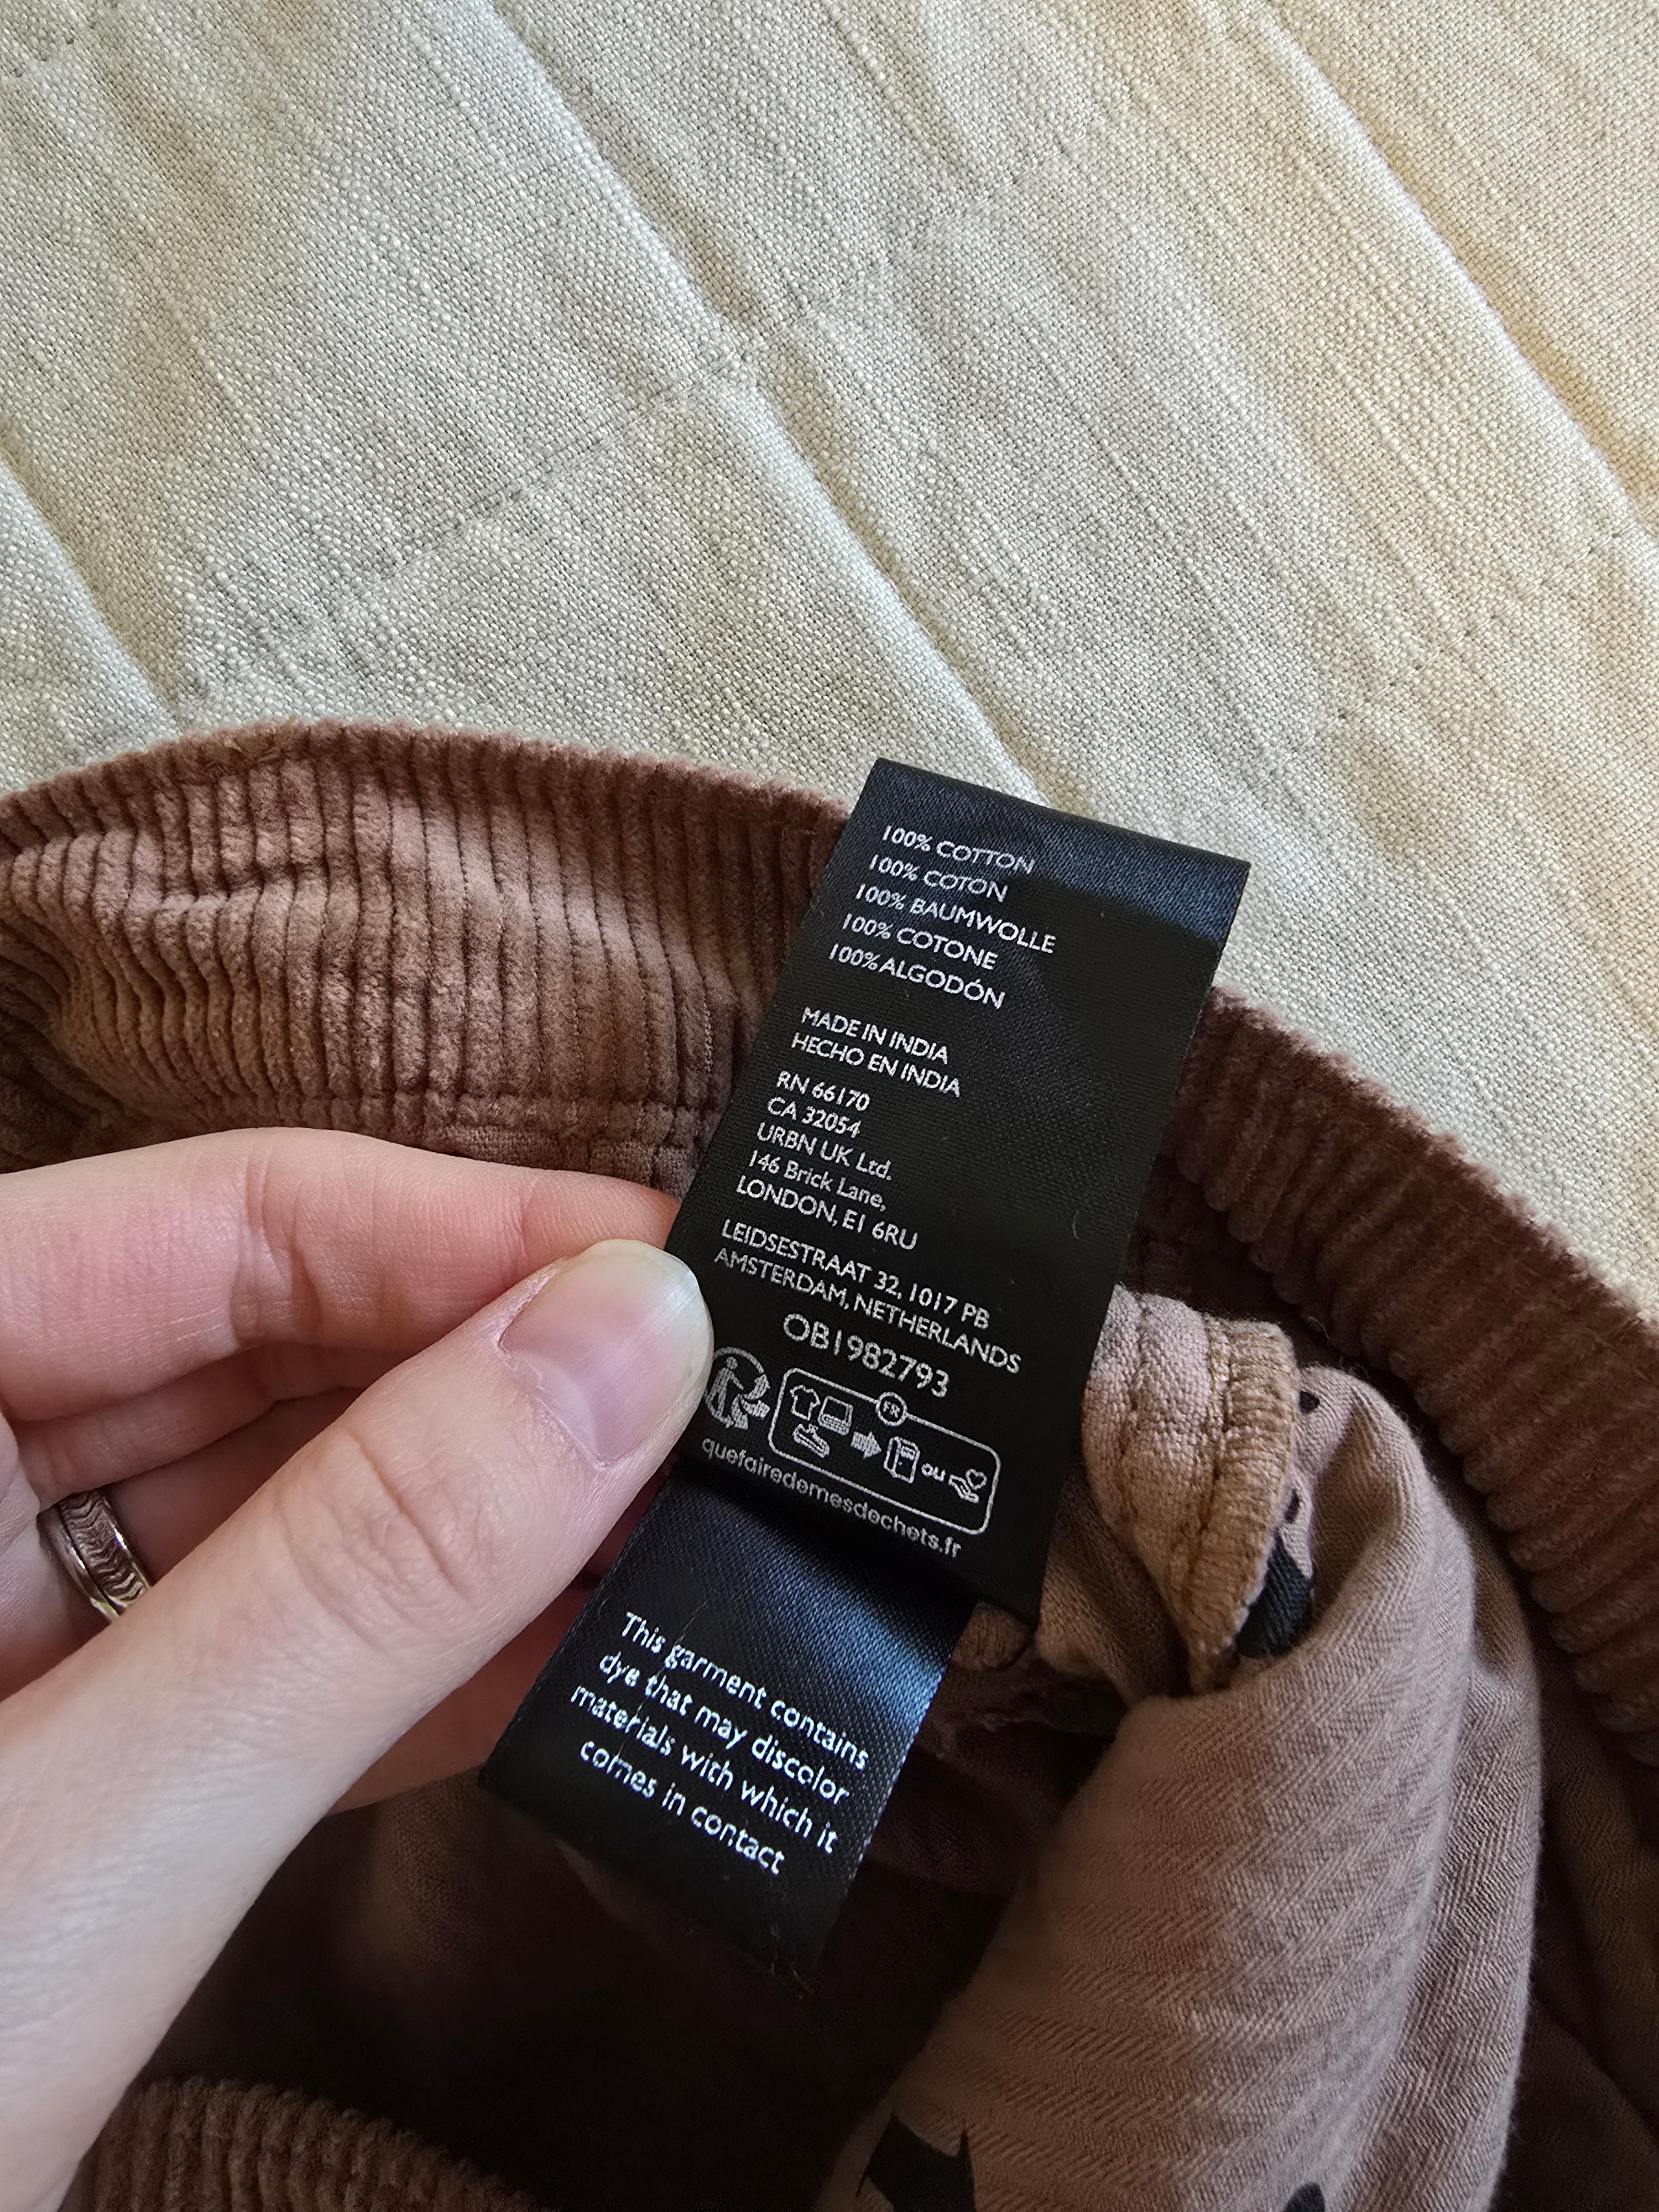 100% COTTON
100% COTON
100% BAUMWOLLE
100% COTONE
100% ALGODÓN
MADE IN INDIA
HECHO EN INDIA
RN 66170
CA 32054
URBN UK Ltd.
146 Brick Lane,
LONDON, E1 6RU
LEIDSESTRAAT 32, 1017 PB
AMSTERDAM, NETHERLANDS
OB1982793
FR
ou
quefairedemesdechets.fr
This garment contains
dye that may discolor
materials with which it
comes in contact